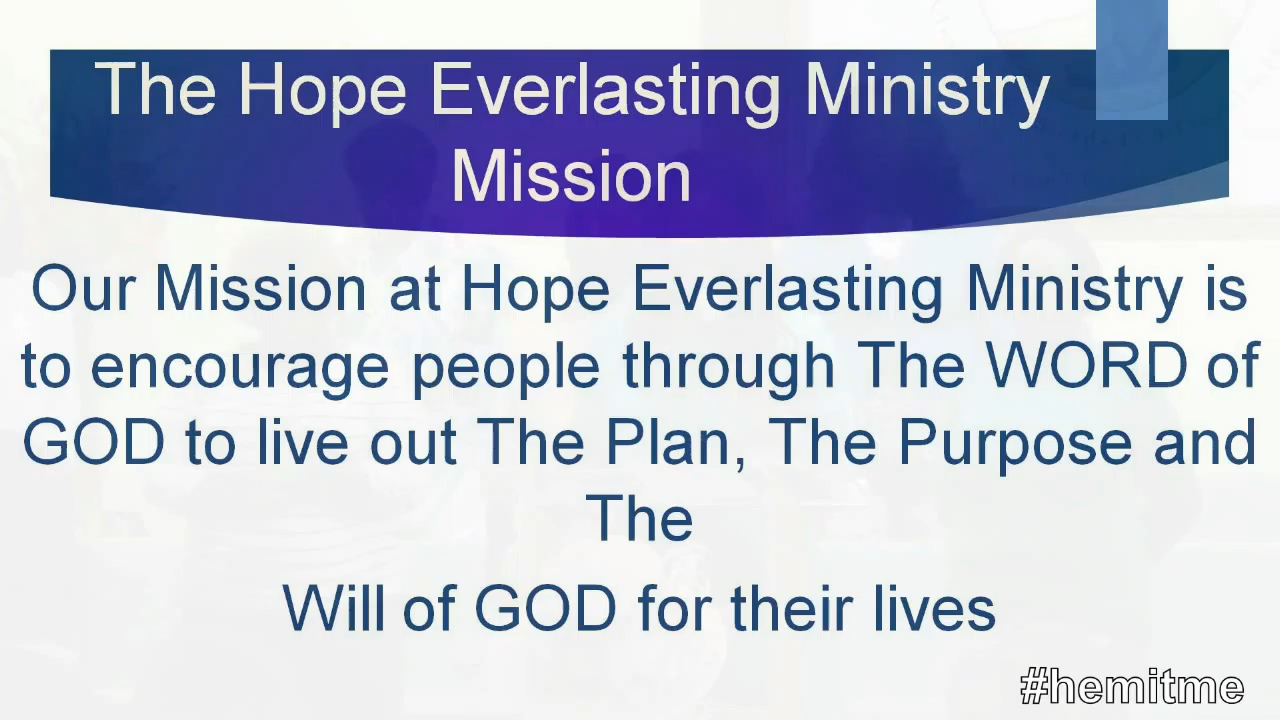 The Hope Everlasting Ministry
Mission
Our Mission at Hope Everlasting Ministry is
to encourage people through The WORD of
GOD to live out The Plan, The Purpose and
The
Will of GOD for their lives
#hemitme